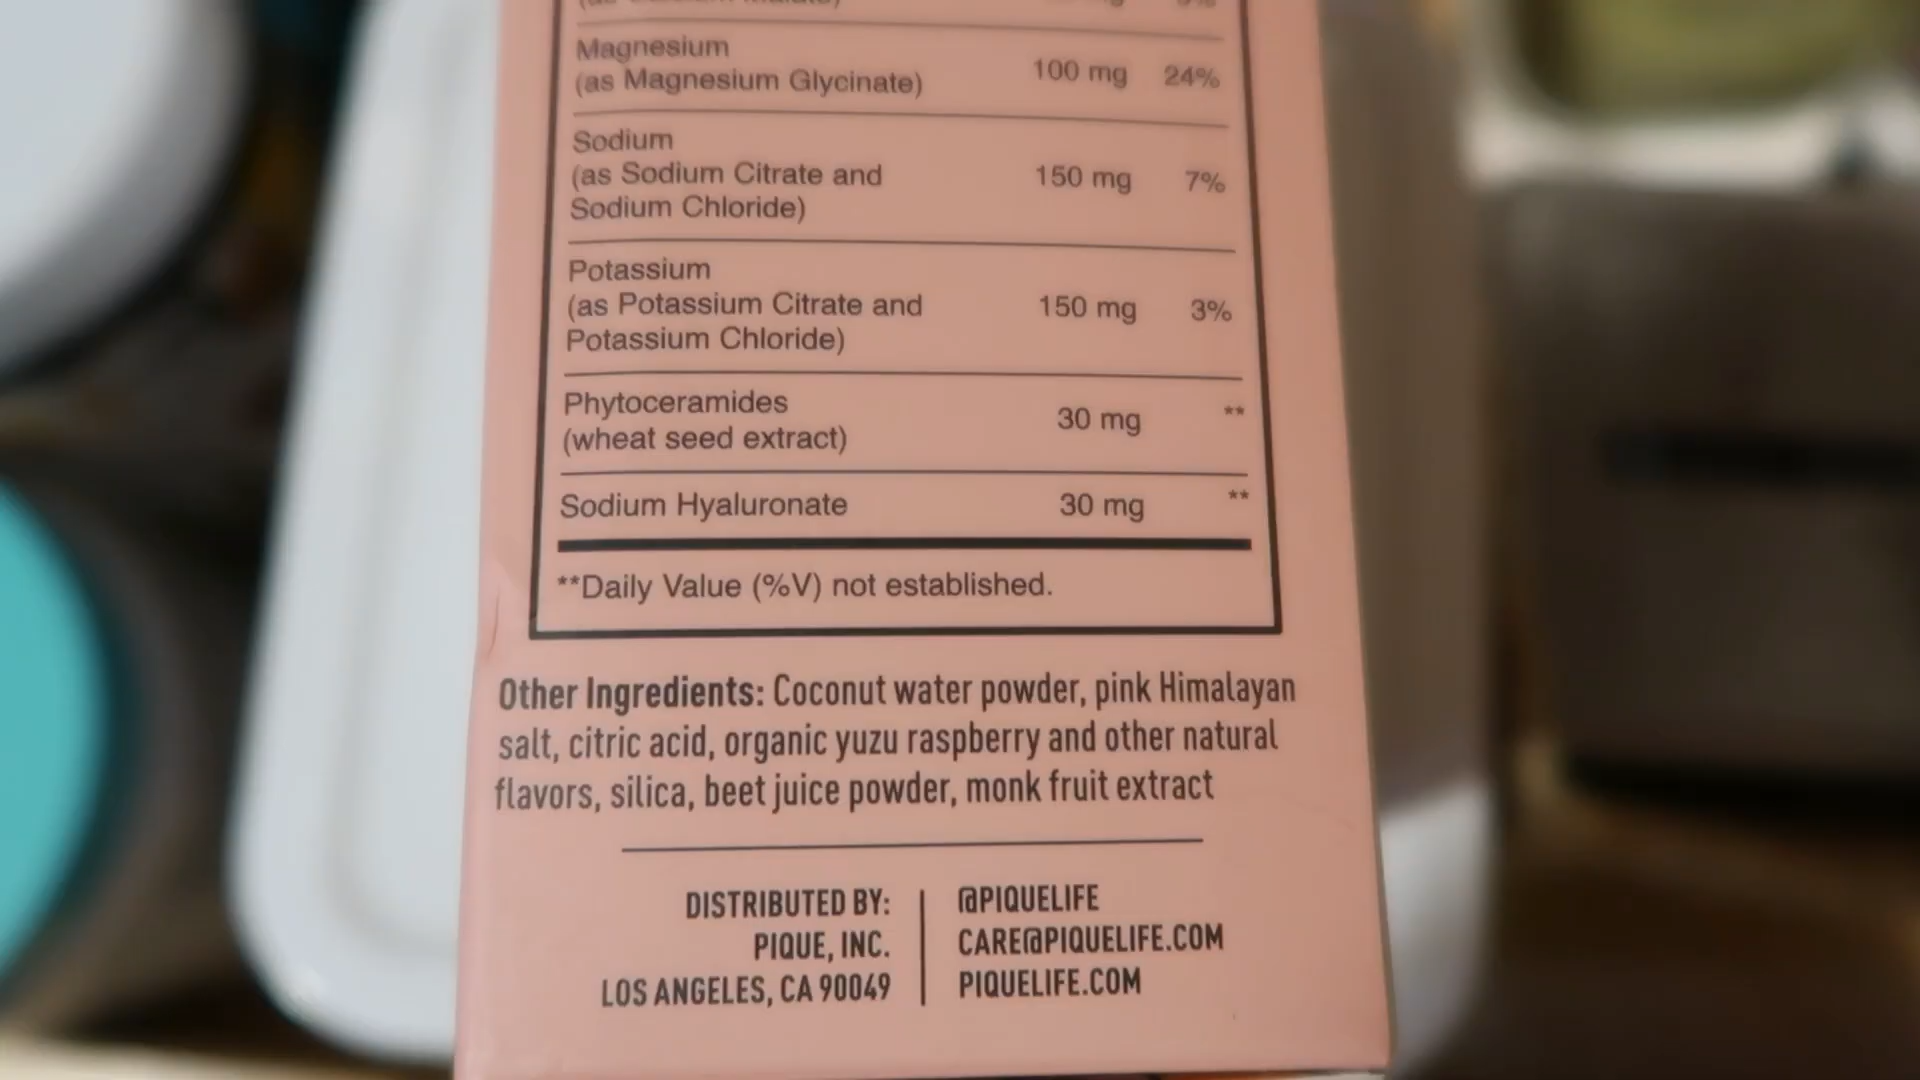 Magnesium
(as Magnesium Glycinate) 100 mg 24%
Sodium
(as Sodium Citrate and
Sodium Chloride) 150 mg 7%
Potassium
(as Potassium Citrate and
Potassium Chloride) 150 mg 3%
Phytoceramides
(wheat seed extract) 30 mg **
Sodium Hyaluronate 30 mg **
**Daily Value (%V) not established.
Other Ingredients: Coconut water powder, pink Himalayan
salt, citric acid, organic yuzu raspberry and other natural
flavors, silica, beet juice powder, monk fruit extract
DISTRIBUTED BY:
PIQUE, INC.
LOS ANGELES, CA 90049
@PIQUELIFE
CARE@PIQUELIFE.COM
PIQUELIFE.COM